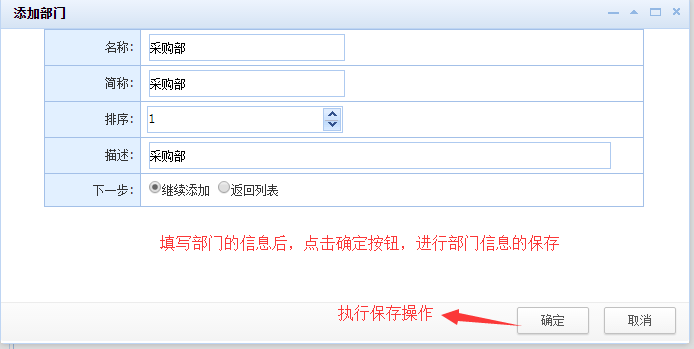 添加部门
名称: 采购部
简称: 采购部
排序: 1
描述: 采购部
下一步: 继续添加 返回列表
填写部门的信息后，点击确定按钮，进行部门信息的保存
执行保存操作
确定 取消